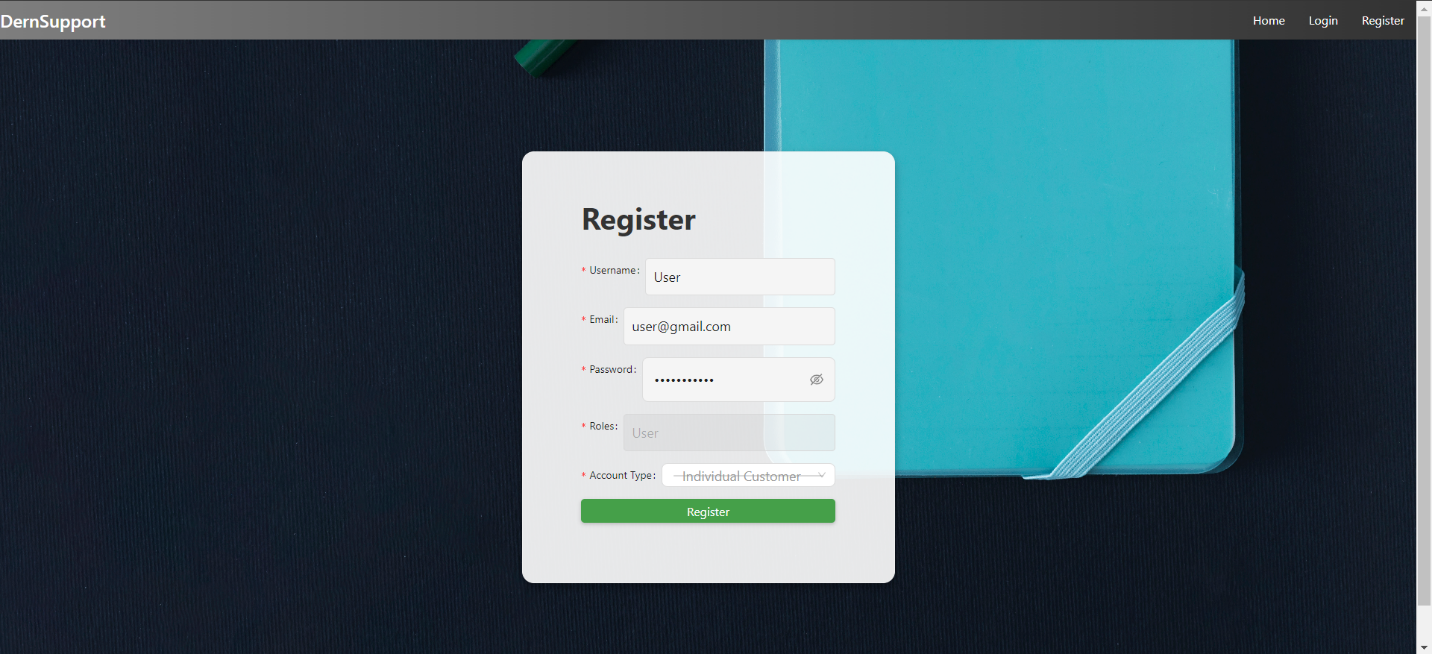 DernSupport
Home Login Register
Register
* Username: User
* Email: user@gmail.com
* Password: •••••••••••
* Roles: User
* Account Type: Individual Customer
Register